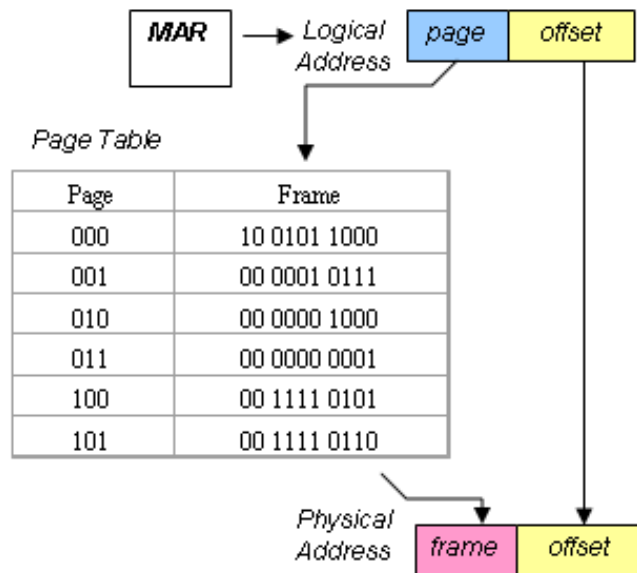 MAR
Logical
Address
page offset
Page Table
Page Frame
000 10 0101 1000
001 00 0001 0111
010 00 0000 1000
011 00 0000 0001
100 00 1111 0101
101 00 1111 0110
Physical
Address
frame offset